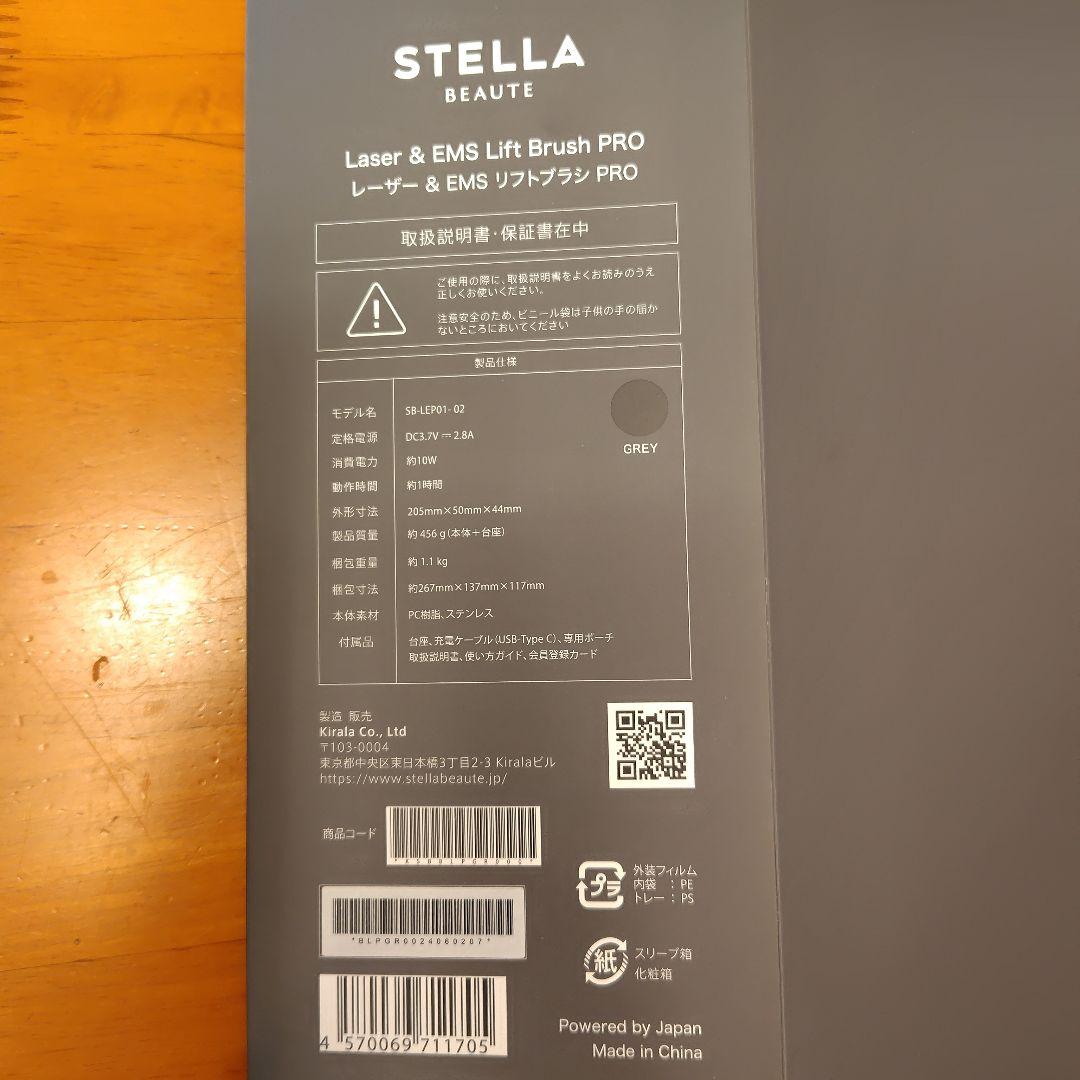 STELLA
BEAUTE
Laser & EMS Lift Brush PRO
レーザー & EMS リフトブラシ PRO
取扱説明書・保証書在中
ご使用の際に、取扱説明書をよくお読みのうえ
正しくお使いください。
注意安全のため、ビニール袋は子供の手の届か
ないところにおいてください
製品仕様
モデル名 SB-LEP01- 02
定格電源 DC3.7V ⎓ 2.8A
消費電力 約10W
動作時間 約1時間
外形寸法 205mm×50mm×44mm
製品質量 約 456 g(本体+台座)
梱包重量 約 1.1 kg
梱包寸法 約267mm×137mm×117mm
本体素材 PC樹脂、ステンレス
付属品 台座、充電ケーブル(USB-Type C)、専用ポーチ
取扱説明書、使い方ガイド、会員登録カード
GREY
製造 販売
Kirala Co., Ltd
〒103-0004
東京都中央区東日本橋3丁目2-3 Kiralaビル
https://www.stellabeaute.jp/
商品コード
*BLPGR0024060207*
4 570069 711705
プラ
外装フィルム
内袋 : PE
トレー : PS
紙
スリーブ箱
化粧箱
Powered by Japan
Made in China